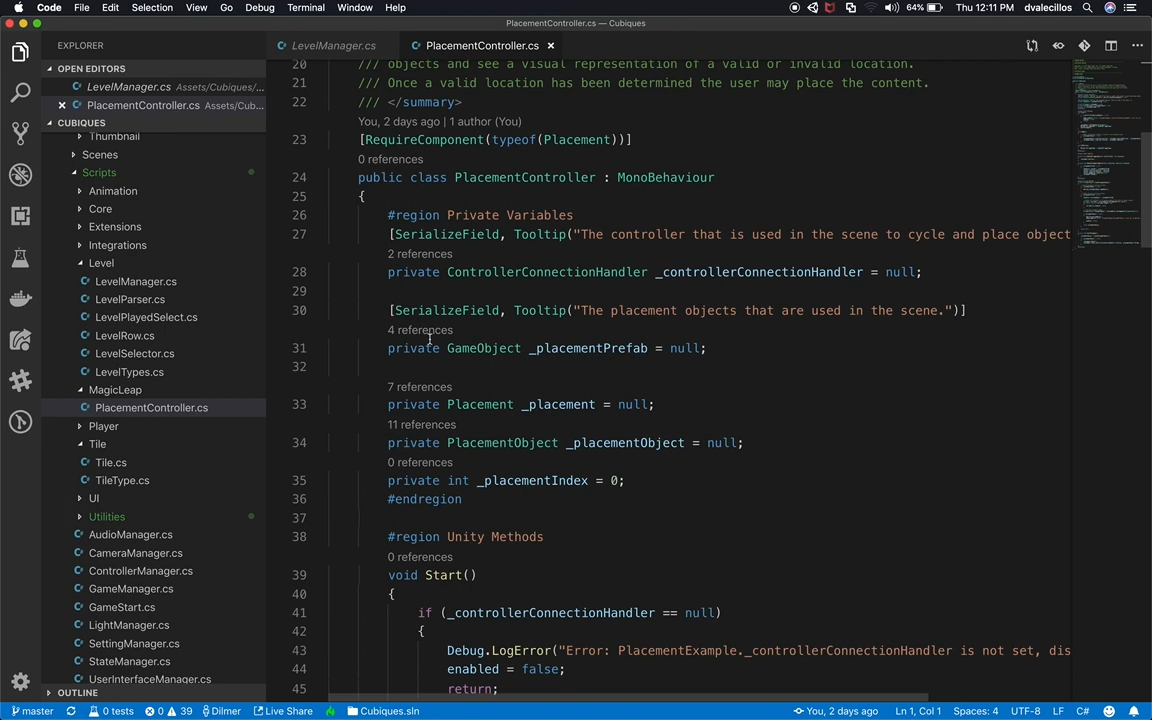 Code File Edit Selection View Go Debug Terminal Window Help 64% Thu 12:11 PM dvalecillos
PlacementController.cs — Cubiques
EXPLORER
LevelManager.cs PlacementController.cs ×
OPEN EDITORS
LevelManager.cs Assets/Cubiques/...
× PlacementController.cs Assets/Cub...
CUBIQUES
Thumbnail
Scenes
Scripts
Animation
Core
Extensions
Integrations
Level
LevelManager.cs
LevelParser.cs
LevelPlayedSelect.cs
LevelRow.cs
LevelSelector.cs
LevelTypes.cs
MagicLeap
PlacementController.cs
Player
Tile
Tile.cs
TileType.cs
UI
Utilities
AudioManager.cs
CameraManager.cs
ControllerManager.cs
GameManager.cs
GameStart.cs
LightManager.cs
SettingManager.cs
StateManager.cs
UserInterfaceManager.cs
OUTLINE
20 /// objects and see a visual representation of a valid or invalid location.
21 /// Once a valid location has been determined the user may place the content.
22 /// </summary>
You, 2 days ago | 1 author (You)
23 [RequireComponent(typeof(Placement))]
0 references
24 public class PlacementController : MonoBehaviour
25 {
26 #region Private Variables
27 [SerializeField, Tooltip("The controller that is used in the scene to cycle and place object
2 references
28 private ControllerConnectionHandler _controllerConnectionHandler = null;
29
30 [SerializeField, Tooltip("The placement objects that are used in the scene.")]
4 references
31 private GameObject _placementPrefab = null;
32
7 references
33 private Placement _placement = null;
11 references
34 private PlacementObject _placementObject = null;
0 references
35 private int _placementIndex = 0;
36 #endregion
37
38 #region Unity Methods
0 references
39 void Start()
40 {
41 if (_controllerConnectionHandler == null)
42 {
43 Debug.LogError("Error: PlacementExample._controllerConnectionHandler is not set, dis
44 enabled = false;
45 return;
master 0 tests 0 39 Dilmer Live Share Cubiques.sln You, 2 days ago Ln 1, Col 1 Spaces: 4 UTF-8 LF C#